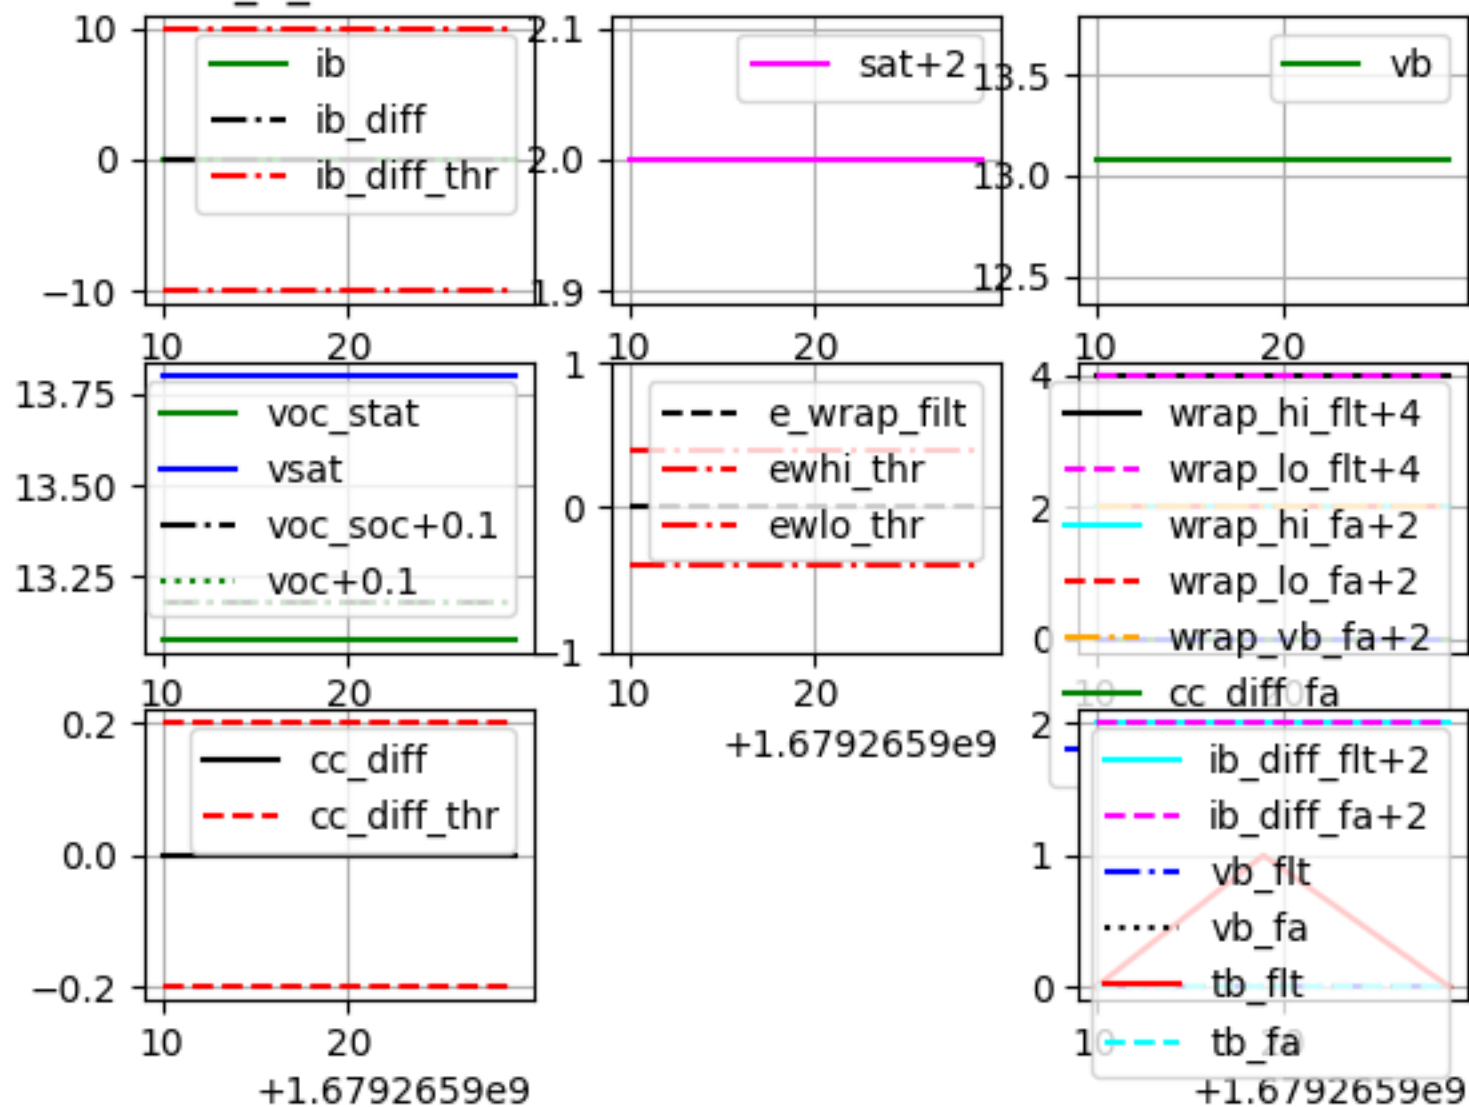 10
0
−10
ib
ib_diff
ib_diff_thr
10
20
2.1
2.0
1.9
sat+2
10
20
13.5
13.0
12.5
vb
10
20
13.75
13.50
13.25
voc_stat
vsat
voc_soc+0.1
voc+0.1
10
20
1
0
−1
e_wrap_filt
ewhi_thr
ewlo_thr
10
20
+1.6792659e9
4
2
0
wrap_hi_flt+4
wrap_lo_flt+4
wrap_hi_fa+2
wrap_lo_fa+2
wrap_vb_fa+2
cc_diff_fa
10
20
0.2
0.0
−0.2
cc_diff
cc_diff_thr
10
20
+1.6792659e9
2
1
0
ib_diff_flt+2
ib_diff_fa+2
vb_flt
vb_fa
tb_flt
tb_fa
10
20
+1.6792659e9